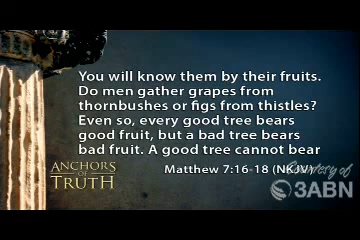 You will know them by their fruits.
Do men gather grapes from
thornbushes or figs from thistles?
Even so, every good tree bears
good fruit, but a bad tree bears
bad fruit. A good tree cannot bear
Matthew 7:16-18 (NKJV)
ANCHORS
OF
TRUTH
Courtesy of
3ABN